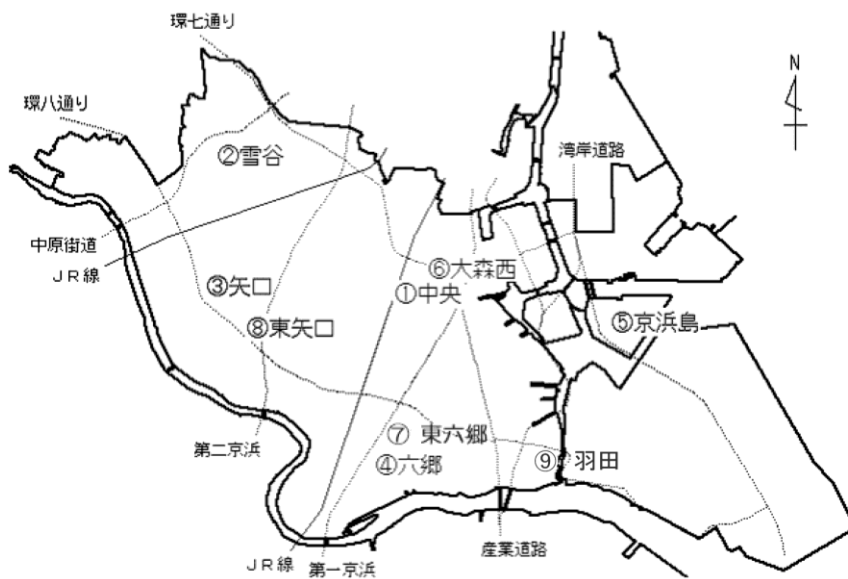 環七通り
環八通り
N
②雪谷
湾岸道路
中原街道
JR線
⑥大森西
③矢口
①中央
⑧東矢口
⑤京浜島
⑦ 東六郷
第二京浜
④六郷
⑨ 羽田
JR線
第一京浜
産業道路